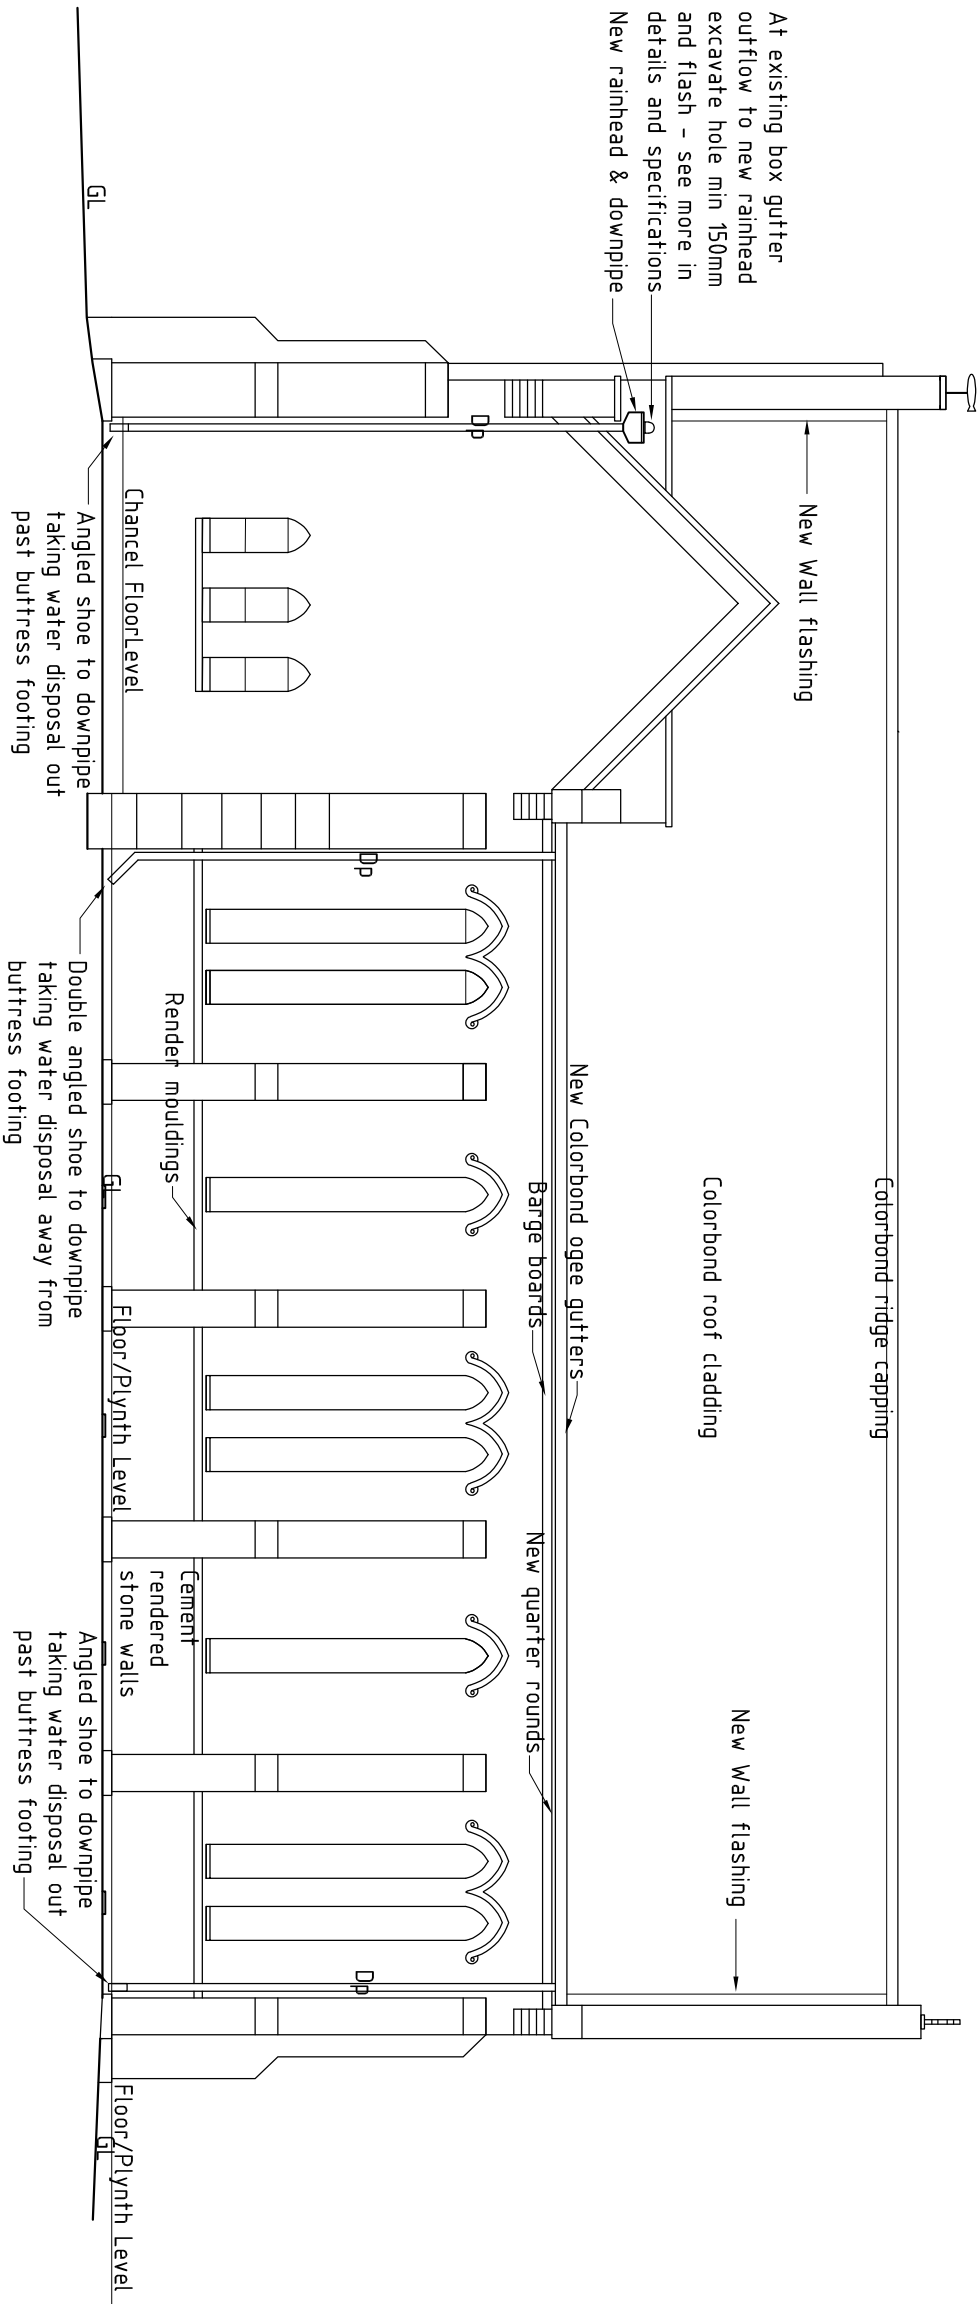 At existing box gutter
outflow to new rainhead
excavate hole min 150mm
and flash - see more in
details and specifications
New rainhead & downpipe
New Wall flashing
Colorbond ridge capping
Colorbond roof cladding
New Wall flashing
New Colorbond ogee gutters
Barge boards
New quarter rounds
Dp
Dp
Dp
Render mouldings
Cement
rendered
stone walls
Chancel FloorLevel
Floor/Plynth Level
Floor/Plynth Level
GL
GL
GL
Angled shoe to downpipe
taking water disposal out
past buttress footing
Double angled shoe to downpipe
taking water disposal away from
buttress footing
Angled shoe to downpipe
taking water disposal out
past buttress footing